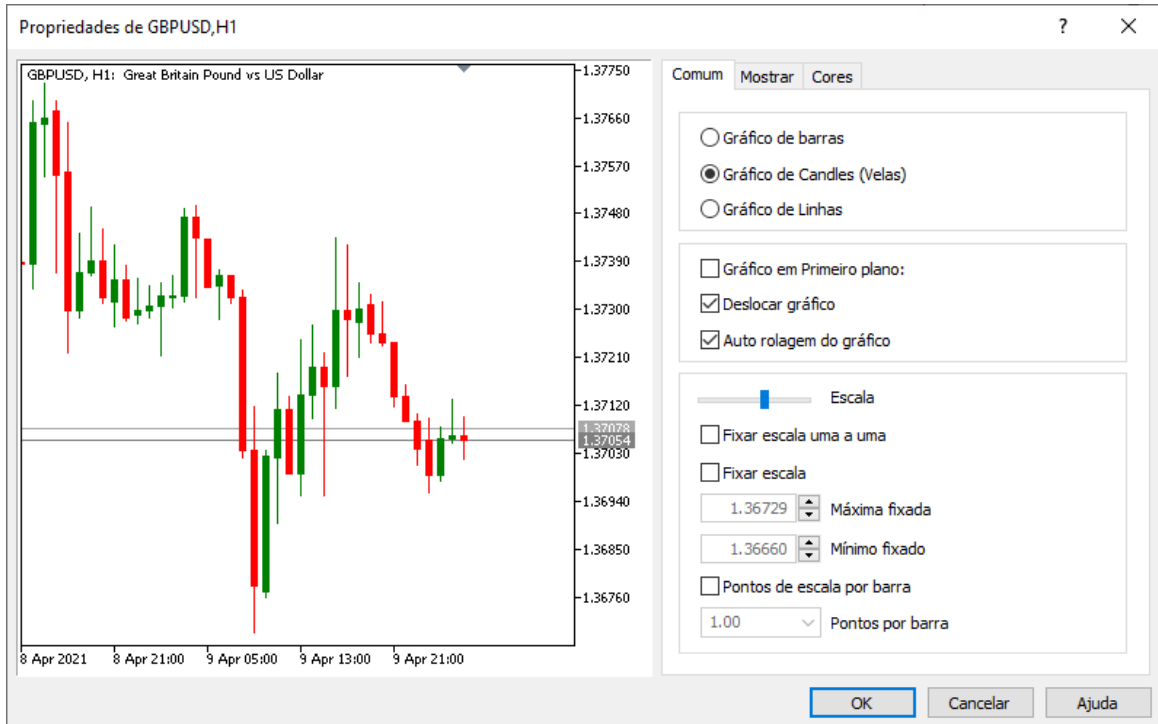 Propriedades de GBPUSD,H1
? ×
GBPUSD, H1: Great Britain Pound vs US Dollar
1.37750
1.37660
1.37570
1.37480
1.37390
1.37300
1.37210
1.37120
1.37078
1.37054
1.37030
1.36940
1.36850
1.36760
8 Apr 2021 8 Apr 21:00 9 Apr 05:00 9 Apr 13:00 9 Apr 21:00
Comum Mostrar Cores
Gráfico de barras
Gráfico de Candles (Velas)
Gráfico de Linhas
Gráfico em Primeiro plano:
Deslocar gráfico
Auto rolagem do gráfico
Escala
Fixar escala uma a uma
Fixar escala
1.36729 Máxima fixada
1.36660 Mínimo fixado
Pontos de escala por barra
1.00 Pontos por barra
OK Cancelar Ajuda